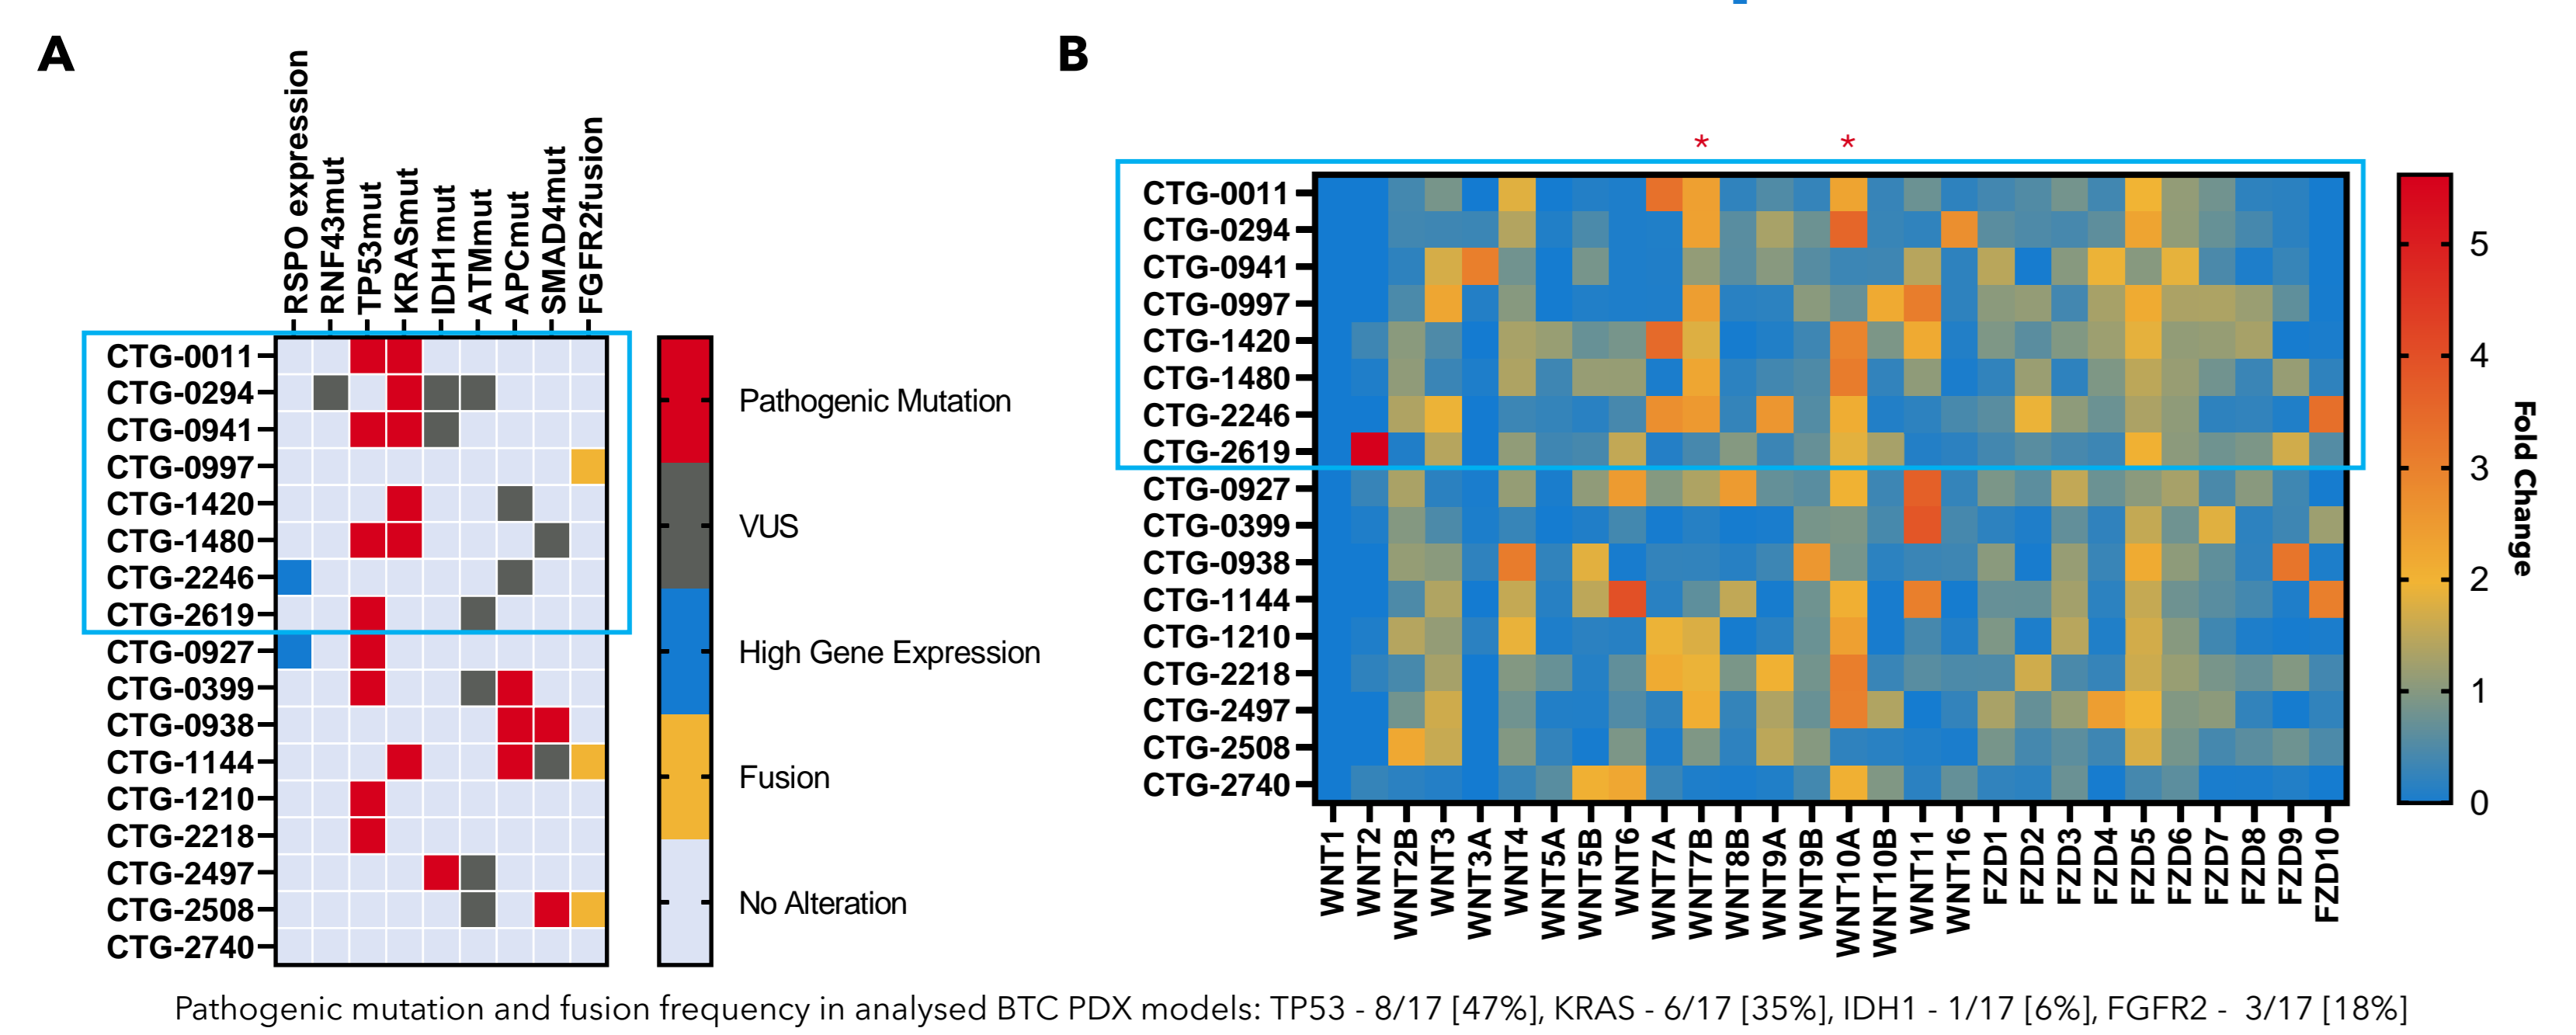 A
B
RSPO expression
RNF43mut
TP53mut
KRASmut
IDH1mut
ATMmut
APCmut
SMAD4mut
FGFR2fusion
CTG-0011
CTG-0294
CTG-0941
CTG-0997
CTG-1420
CTG-1480
CTG-2246
CTG-2619
CTG-0927
CTG-0399
CTG-0938
CTG-1144
CTG-1210
CTG-2218
CTG-2497
CTG-2508
CTG-2740
Pathogenic Mutation
VUS
High Gene Expression
Fusion
No Alteration
* *
CTG-0011
CTG-0294
CTG-0941
CTG-0997
CTG-1420
CTG-1480
CTG-2246
CTG-2619
CTG-0927
CTG-0399
CTG-0938
CTG-1144
CTG-1210
CTG-2218
CTG-2497
CTG-2508
CTG-2740
WNT1
WNT2
WNT2B
WNT3
WNT3A
WNT4
WNT5A
WNT5B
WNT6
WNT7A
WNT7B
WNT8B
WNT9A
WNT9B
WNT10A
WNT10B
WNT11
WNT16
FZD1
FZD2
FZD3
FZD4
FZD5
FZD6
FZD7
FZD8
FZD9
FZD10
5
4
3
2
1
0
Fold Change
Pathogenic mutation and fusion frequency in analysed BTC PDX models: TP53 - 8/17 [47%], KRAS - 6/17 [35%], IDH1 - 1/17 [6%], FGFR2 - 3/17 [18%]